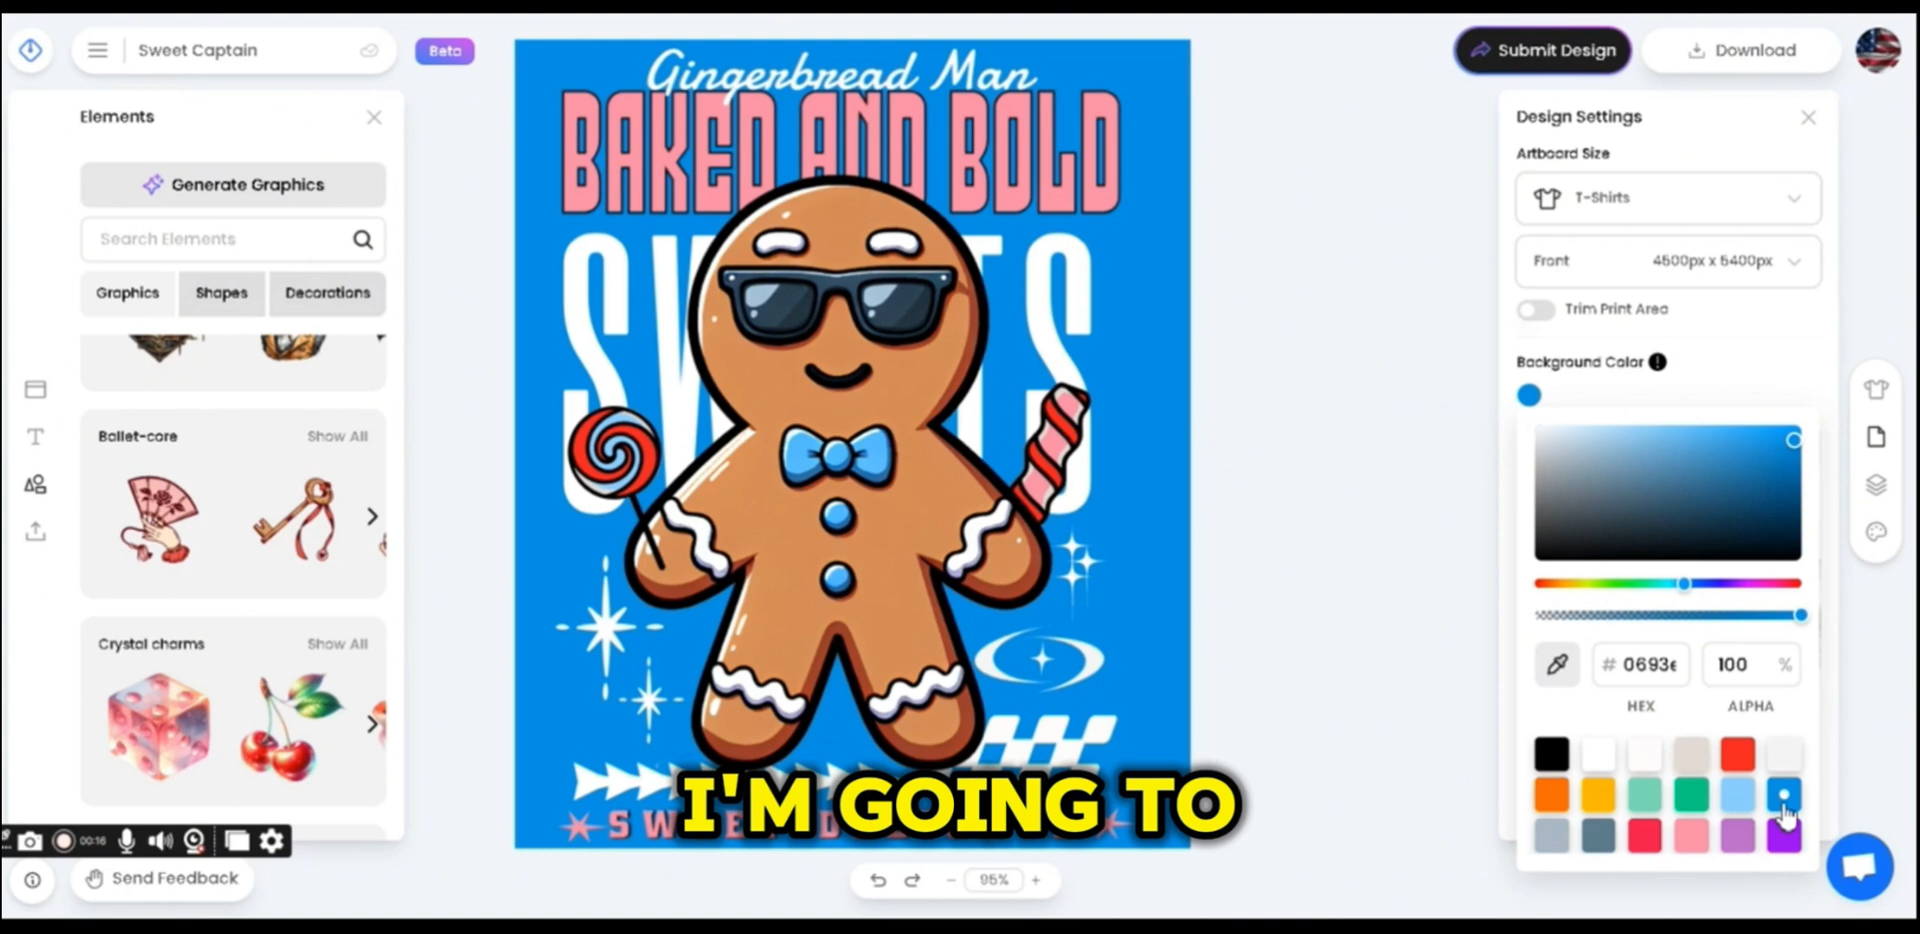 Sweet Captain
Beta
Submit Design
Download
Elements
Generate Graphics
Search Elements
Graphics
Shapes
Decorations
Ballet-core
Show All
Crystal charms
Show All
00:16
Send Feedback
Gingerbread Man
BAKED AND BOLD
I'M GOING TO
95%
Design Settings
Artboard Size
T-Shirts
Front
4500px x 5400px
Trim Print Area
Background Color
# 0693e
100 %
HEX
ALPHA